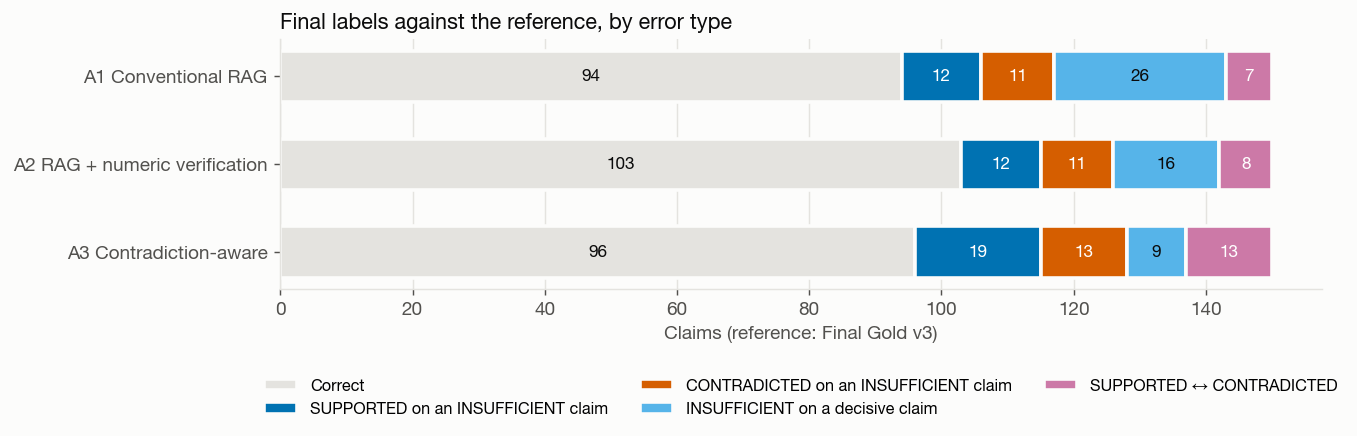 Final labels against the reference, by error type
A1 Conventional RAG
94
12
11
26
7
A2 RAG + numeric verification
103
12
11
16
8
A3 Contradiction-aware
96
19
13
9
13
0
20
40
60
80
100
120
140
Claims (reference: Final Gold v3)
Correct
SUPPORTED on an INSUFFICIENT claim
CONTRADICTED on an INSUFFICIENT claim
INSUFFICIENT on a decisive claim
SUPPORTED ↔ CONTRADICTED